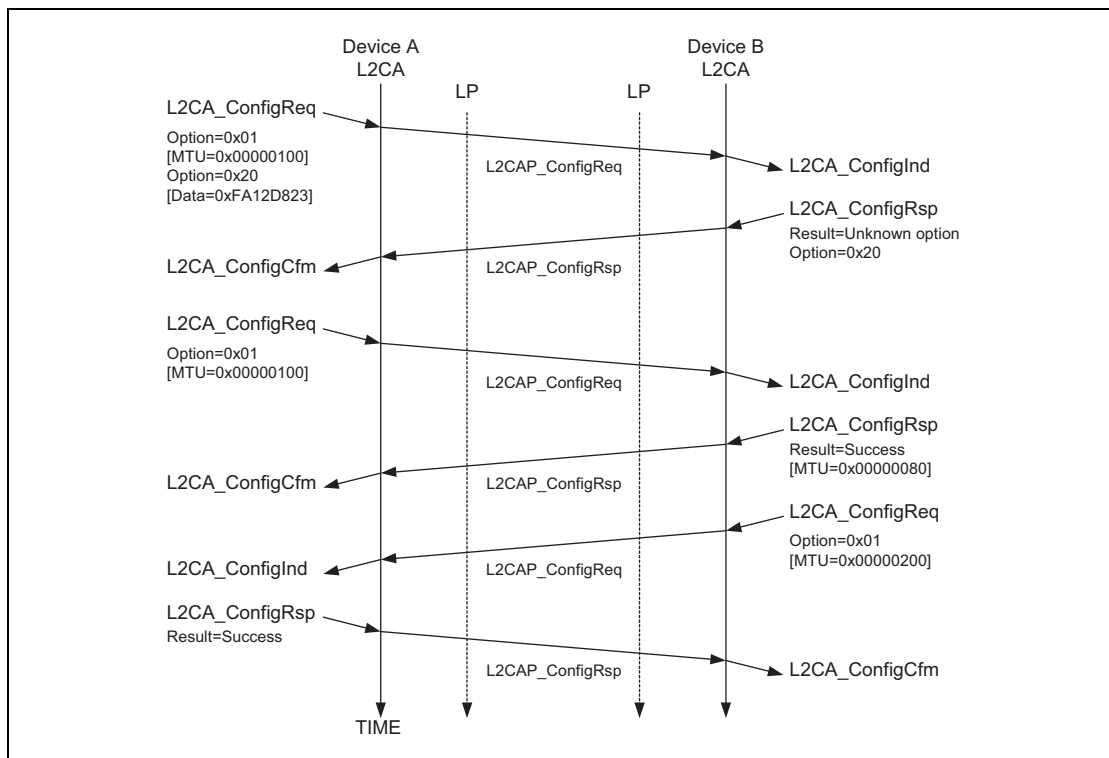 Device A
L2CA
Device B
L2CA
LP
LP
L2CA_ConfigReq
Option=0x01
[MTU=0x00000100]
Option=0x20
[Data=0xFA12D823]
L2CAP_ConfigReq
L2CA_ConfigInd
L2CA_ConfigRsp
Result=Unknown option
Option=0x20
L2CAP_ConfigRsp
L2CA_ConfigCfm
L2CA_ConfigReq
Option=0x01
[MTU=0x00000100]
L2CAP_ConfigReq
L2CA_ConfigInd
L2CA_ConfigRsp
Result=Success
[MTU=0x00000080]
L2CAP_ConfigRsp
L2CA_ConfigCfm
L2CA_ConfigReq
Option=0x01
[MTU=0x00000200]
L2CAP_ConfigReq
L2CA_ConfigInd
L2CA_ConfigRsp
Result=Success
L2CAP_ConfigRsp
L2CA_ConfigCfm
TIME